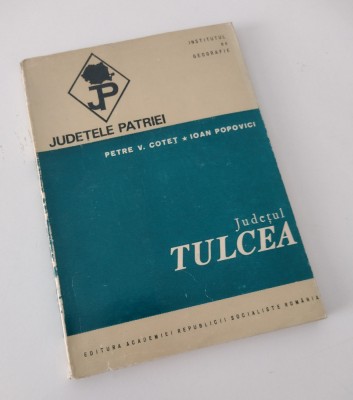 INSTITUTUL
DE
GEOGRAFIE
JP
JUDEȚELE PATRIEI
PETRE V. COTEȚ ★ IOAN POPOVICI
Județul
TULCEA
EDITURA ACADEMIEI REPUBLICII SOCIALISTE ROMÂNIA